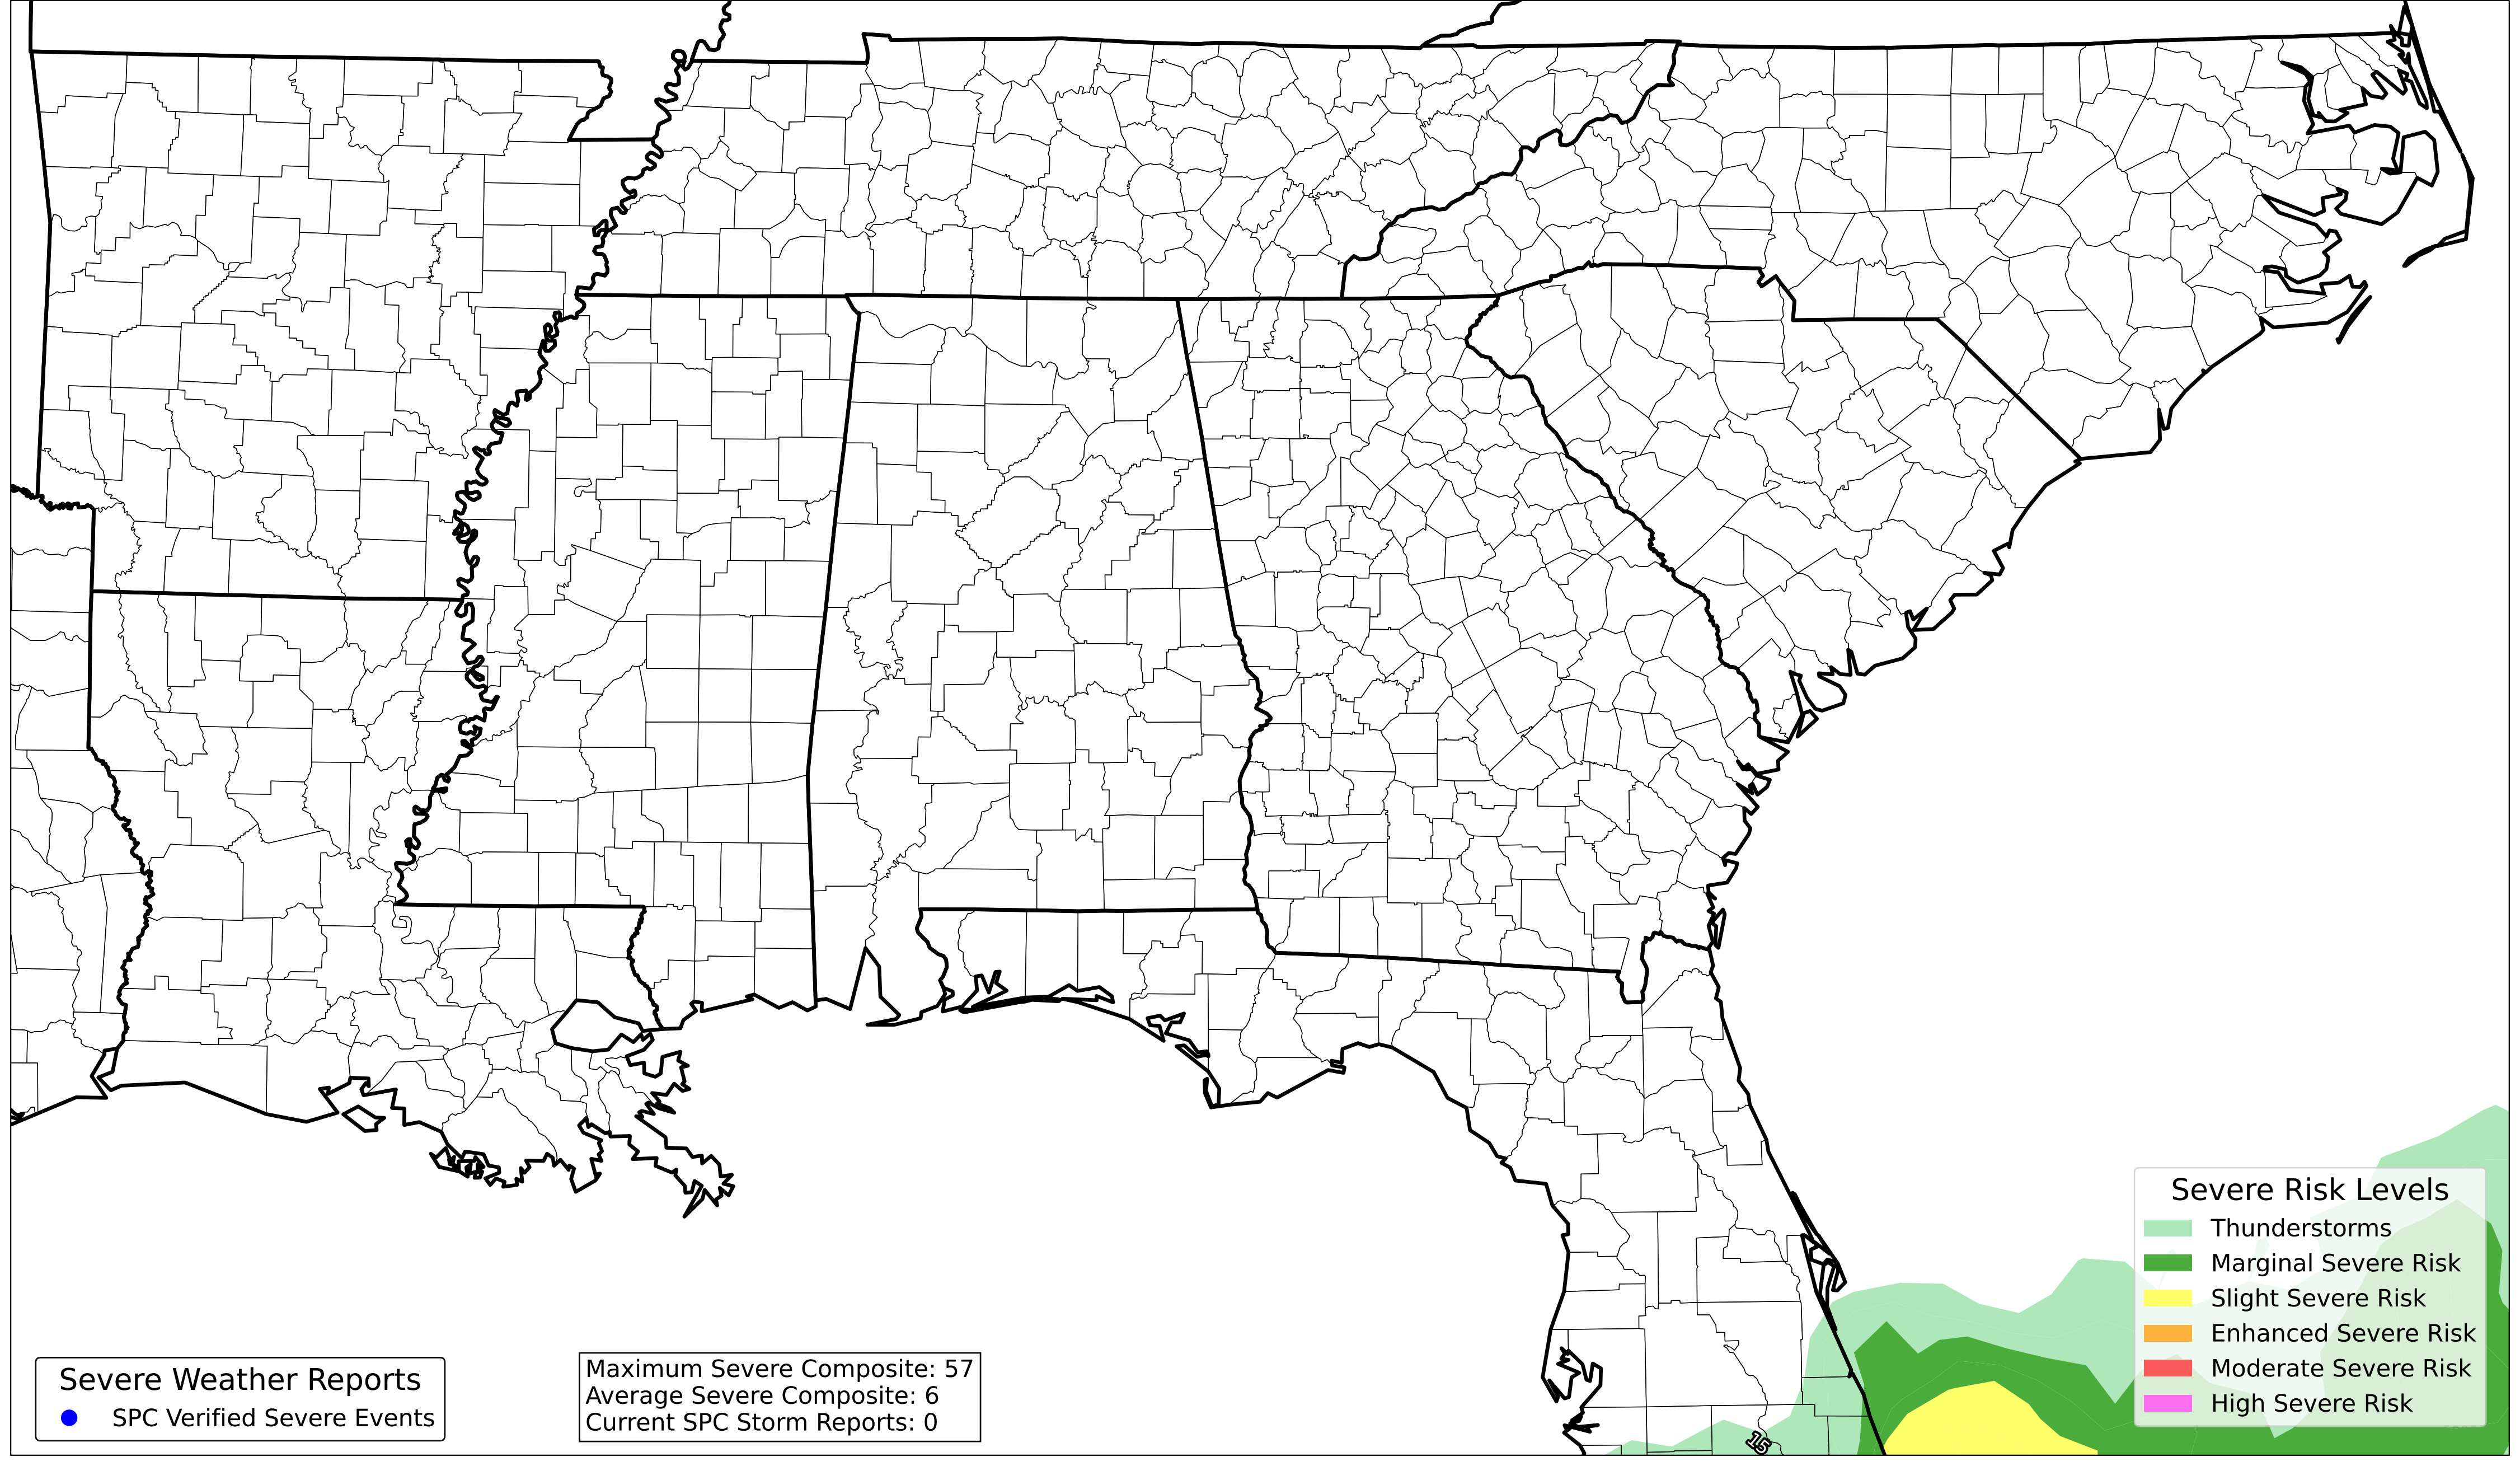 Severe Risk Levels
Thunderstorms
Marginal Severe Risk
Slight Severe Risk
Enhanced Severe Risk
Moderate Severe Risk
High Severe Risk
Severe Weather Reports
SPC Verified Severe Events
Maximum Severe Composite: 57
Average Severe Composite: 6
Current SPC Storm Reports: 0
15